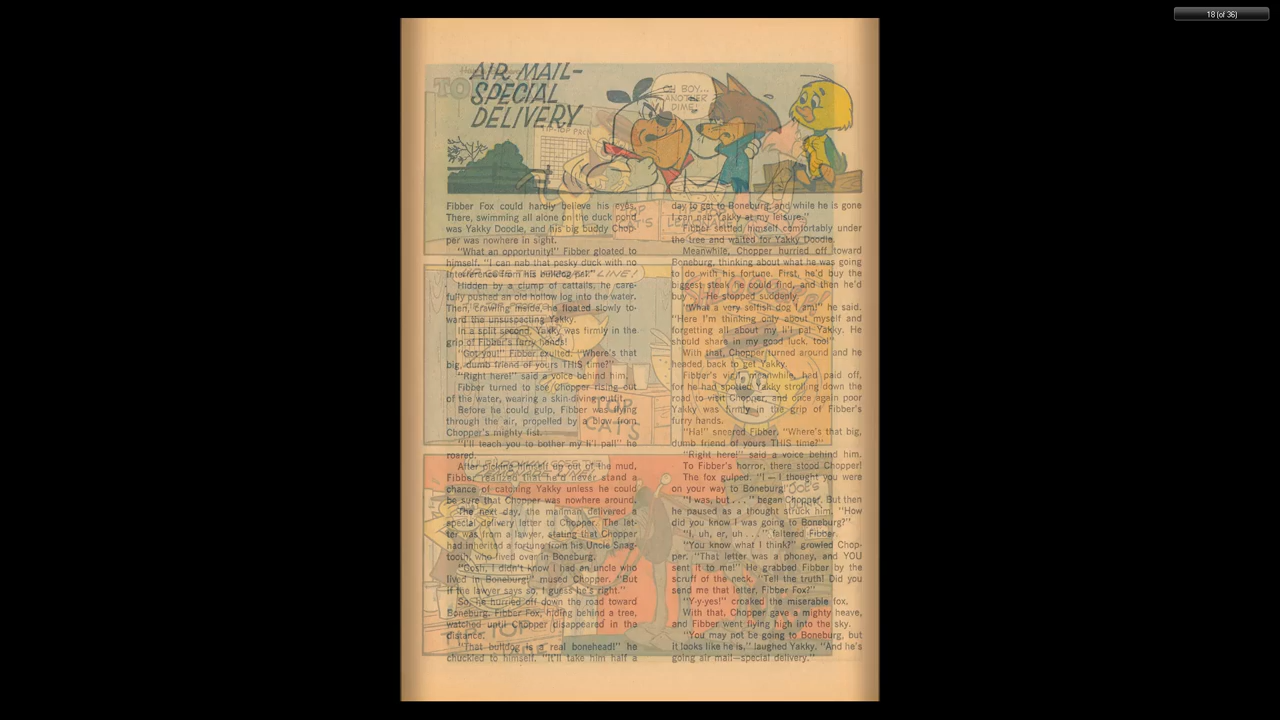 18 (of 36)
AIR MAIL-
SPECIAL
DELIVERY
OH BOY...
ANOTHER
DIME!
Fibber Fox could hardly believe his eyes.
There, swimming all alone on the duck pond
was Yakky Doodle, and his big buddy Chop-
per was nowhere in sight.
"What an opportunity!" Fibber gloated to
himself. "I can nab that pesky duck with no
interference from his bulldog pal."
Hidden by a clump of cattails, he care-
fully pushed an old hollow log into the water.
Then, crawling inside, he floated slowly to-
ward the unsuspecting Yakky.
In a split second, Yakky was firmly in the
grip of Fibber's furry hands!
"Got you!" Fibber exulted. "Where's that
big, dumb friend of yours THIS time?"
"Right here!" said a voice behind him.
Fibber turned to see Chopper rising out
of the water, wearing a skin-diving outfit.
Before he could gulp, Fibber was flying
through the air, propelled by a blow from
Chopper's mighty fist.
"I'll teach you to bother my li'l pal!" he
roared.
After picking himself up out of the mud,
Fibber realized that he'd never stand a
chance of catching Yakky unless he could
be sure that Chopper was nowhere around.
The next day, the mailman delivered a
special delivery letter to Chopper. The let-
ter was from a lawyer, stating that Chopper
had inherited a fortune from his Uncle Snag-
tooth, who lived over in Boneburg.
"Gosh, I didn't know I had an uncle who
lived in Boneburg!" mused Chopper. "But
if the lawyer says so, I guess he's right."
So, he hurried off down the road toward
Boneburg. Fibber Fox, hiding behind a tree,
watched until Chopper disappeared in the
distance.
"That bulldog is a real bonehead!" he
chuckled to himself. "It'll take him half a
day to get to Boneburg, and while he is gone
I can nab Yakky at my leisure."
Fibber settled himself comfortably under
the tree and waited for Yakky Doodle.
Meanwhile, Chopper hurried off toward
Boneburg, thinking about what he was going
to do with his fortune. First, he'd buy the
biggest steak he could find, and then he'd
buy . . . He stopped suddenly.
"What a very selfish dog I am!" he said.
"Here I'm thinking only about myself and
forgetting all about my li'l pal Yakky. He
should share in my good luck, too!"
With that, Chopper turned around and he
headed back to get Yakky.
Fibber's vigil, meanwhile, had paid off,
for he had spotted Yakky strolling down the
road to visit Chopper, and once again poor
Yakky was firmly in the grip of Fibber's
furry hands.
"Ha!" sneered Fibber. "Where's that big,
dumb friend of yours THIS time?"
"Right here!" said a voice behind him.
To Fibber's horror, there stood Chopper!
The fox gulped. "I — I thought you were
on your way to Boneburg!"
"I was, but . . ." began Chopper. But then
he paused as a thought struck him. "How
did you know I was going to Boneburg?"
"I, uh, er, uh . . ." faltered Fibber.
"You know what I think?" growled Chop-
per. "That letter was a phoney, and YOU
sent it to me!" He grabbed Fibber by the
scruff of the neck. "Tell the truth! Did you
send me that letter, Fibber Fox?"
"Y-y-yes!" croaked the miserable fox,
With that, Chopper gave a mighty heave,
and Fibber went flying high into the sky.
"You may not be going to Boneburg, but
it looks like he is," laughed Yakky. "And he's
going air mail—special delivery."
TOP
CATS